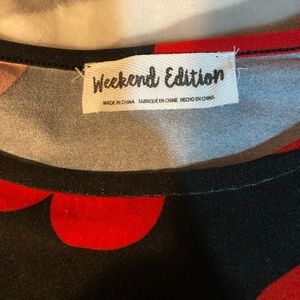 Weekend Edition
MADE IN CHINA FABRIQUÉ EN CHINE HECHO EN CHINA